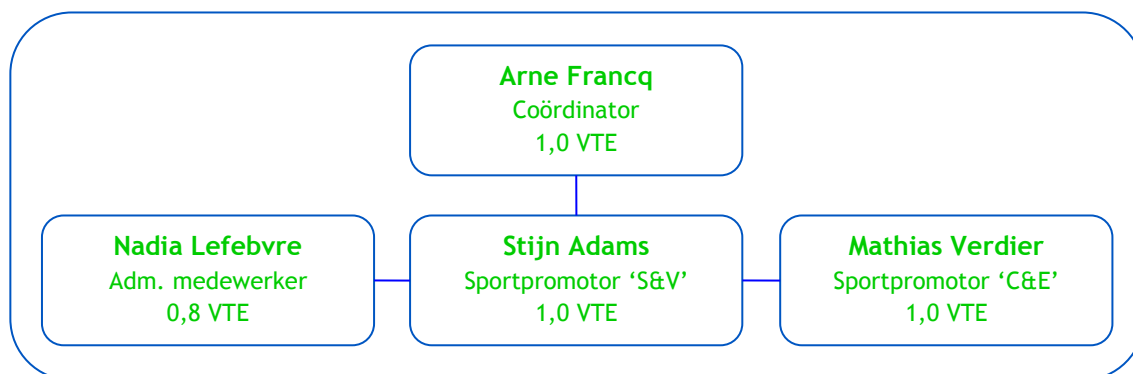 Arne Francq
Coördinator
1,0 VTE
Nadia Lefebvre
Adm. medewerker
0,8 VTE
Stijn Adams
Sportpromotor ‘S&V’
1,0 VTE
Mathias Verdier
Sportpromotor ‘C&E’
1,0 VTE